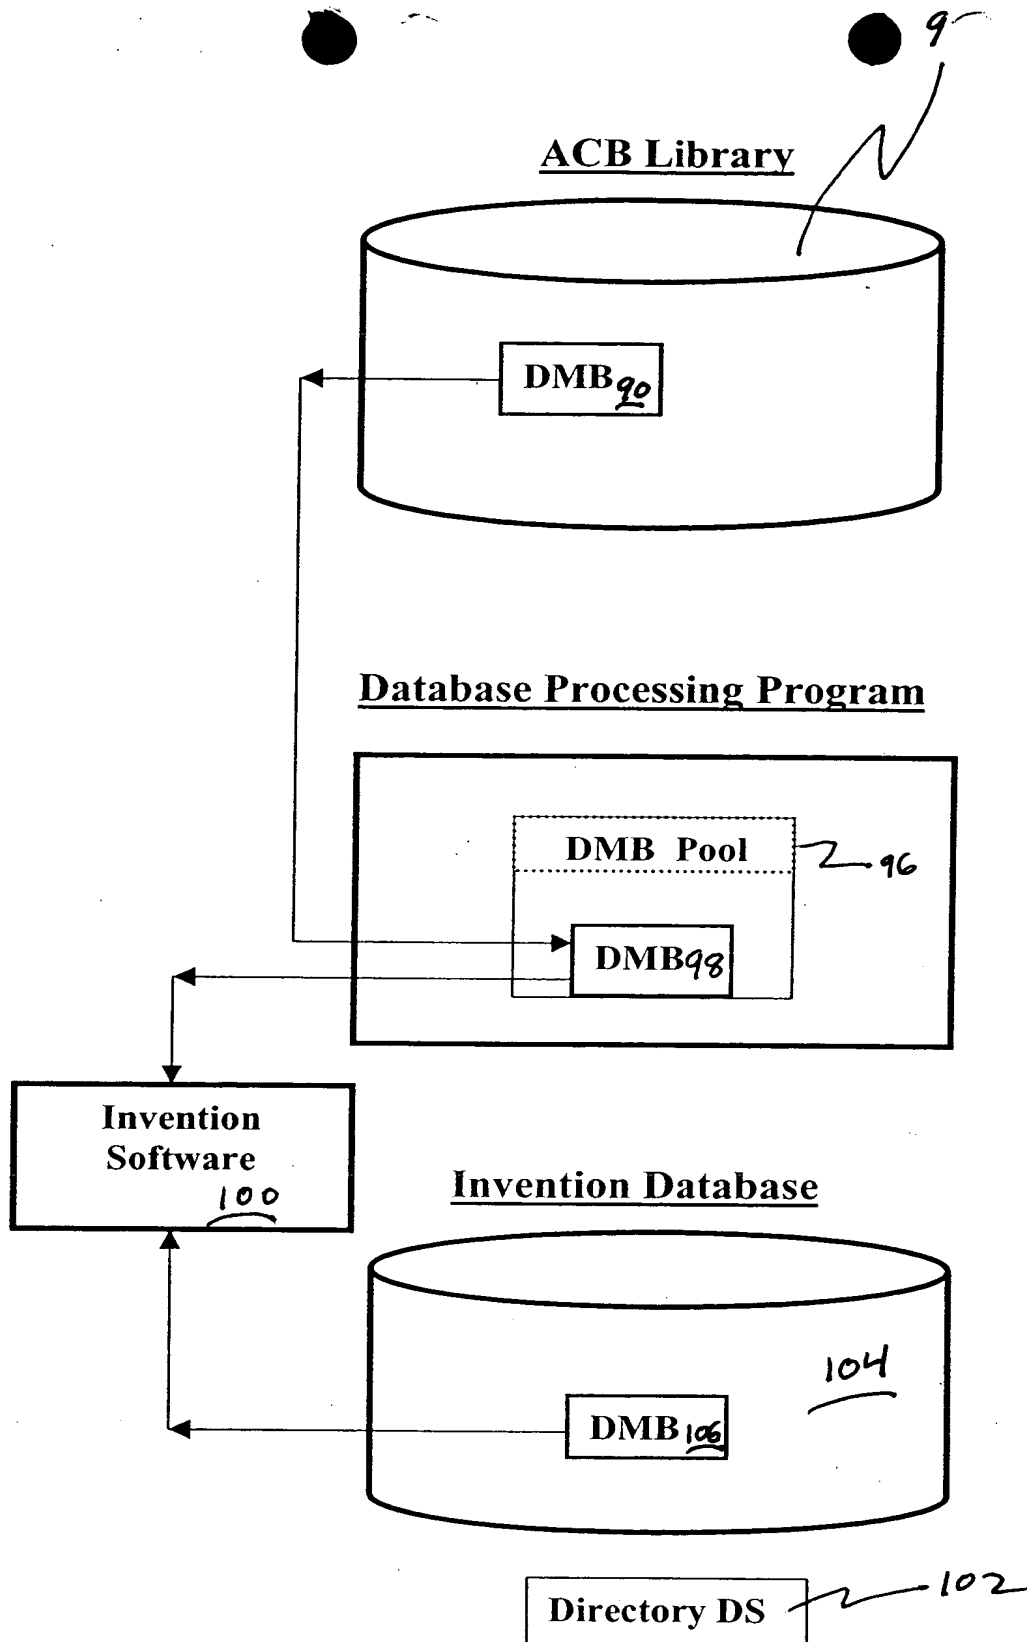 ACB Library
DMB 90
Database Processing Program
DMB Pool
96
DMB 98
Invention
Software
100
Invention Database
104
DMB 106
Directory DS
102